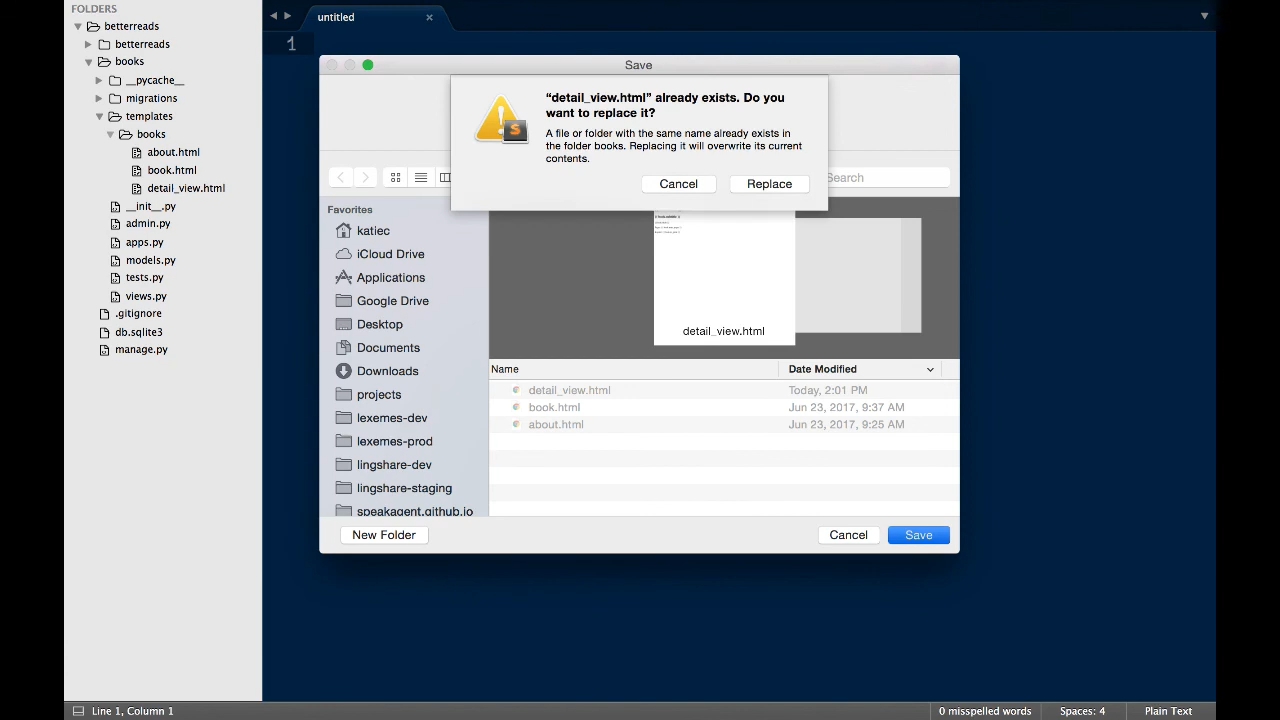 FOLDERS
betterreads
betterreads
books
__pycache__
migrations
templates
books
about.html
book.html
detail_view.html
__init__.py
admin.py
apps.py
models.py
tests.py
views.py
.gitignore
db.sqlite3
manage.py
untitled
1
Save
“detail_view.html” already exists. Do you
want to replace it?
A file or folder with the same name already exists in
the folder books. Replacing it will overwrite its current
contents.
Cancel
Replace
Search
Favorites
katiec
iCloud Drive
Applications
Google Drive
Desktop
Documents
Downloads
projects
lexemes-dev
lexemes-prod
lingshare-dev
lingshare-staging
speakagent.github.io
detail_view.html
Name Date Modified
detail_view.html Today, 2:01 PM
book.html Jun 23, 2017, 9:37 AM
about.html Jun 23, 2017, 9:25 AM
New Folder
Cancel
Save
Line 1, Column 1
0 misspelled words
Spaces: 4
Plain Text